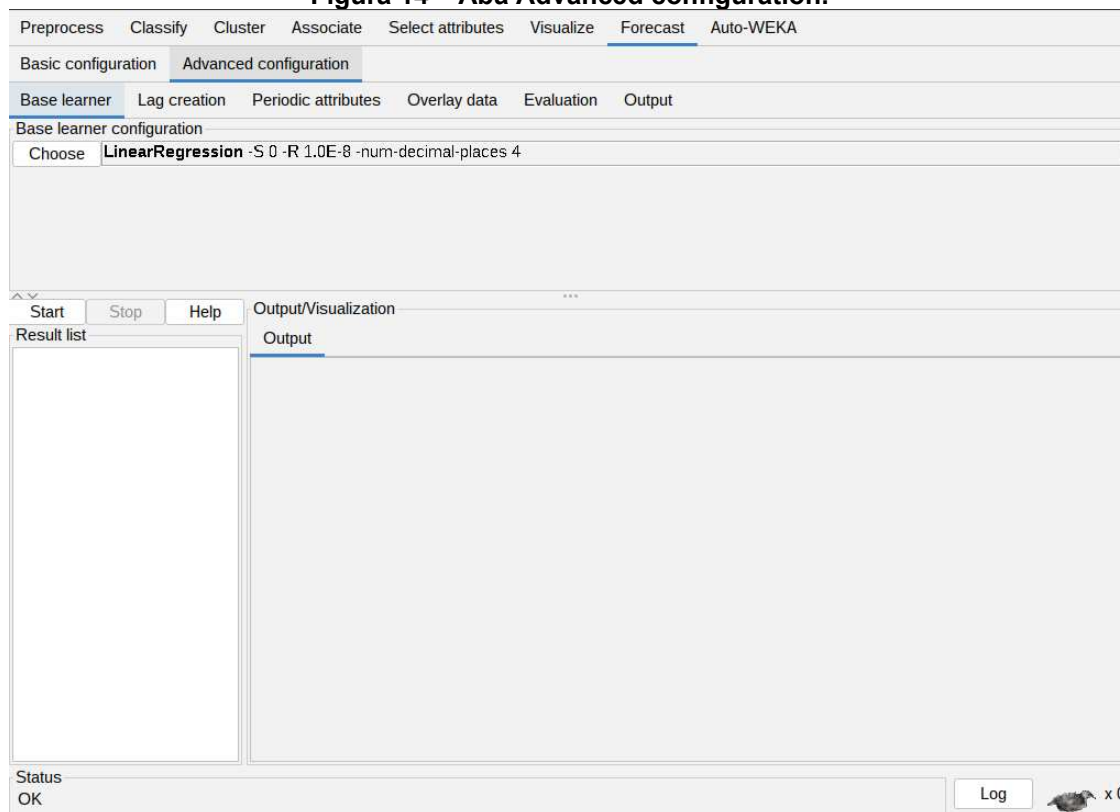 Figura 14 – Aba Advanced configuration.
Preprocess Classify Cluster Associate Select attributes Visualize Forecast Auto-WEKA
Basic configuration Advanced configuration
Base learner Lag creation Periodic attributes Overlay data Evaluation Output
Base learner configuration
Choose LinearRegression -S 0 -R 1.0E-8 -num-decimal-places 4
Start Stop Help Output/Visualization
Result list Output
Status
OK
Log x